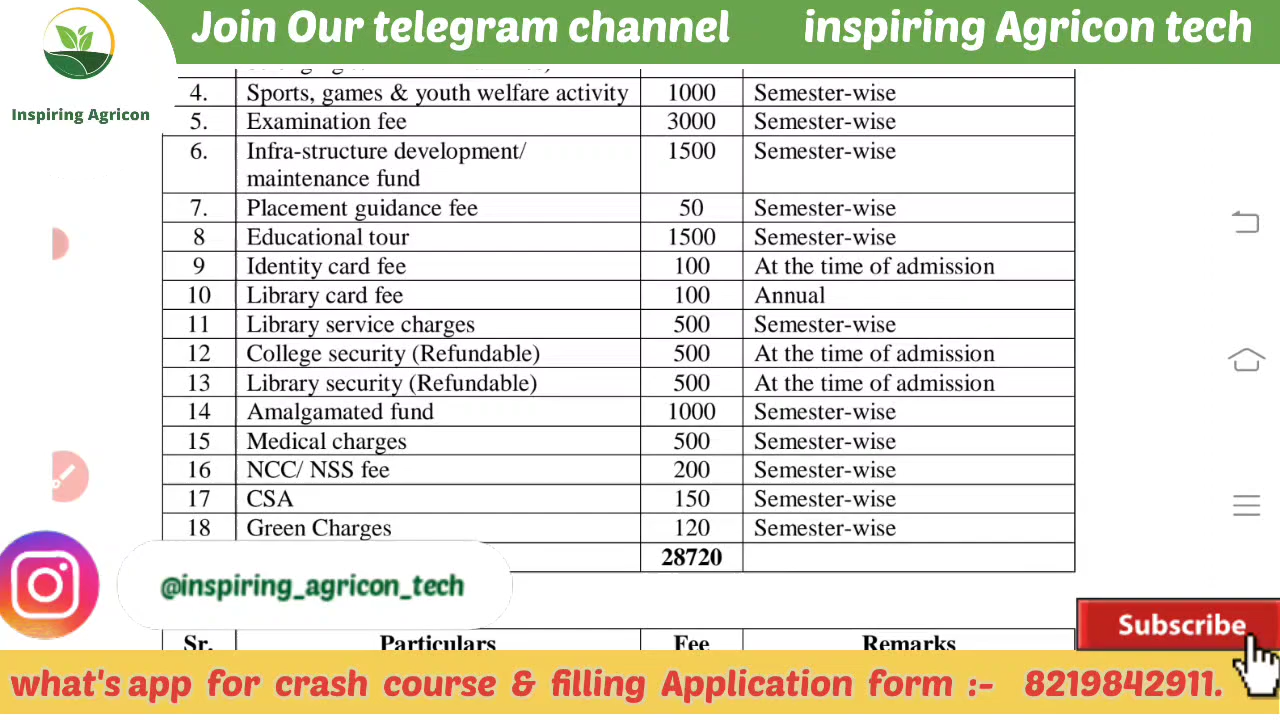 Join Our telegram channel inspiring Agricon tech
Inspiring Agricon
4. Sports, games & youth welfare activity 1000 Semester-wise
5. Examination fee 3000 Semester-wise
6. Infra-structure development/ 1500 Semester-wise
maintenance fund
7. Placement guidance fee 50 Semester-wise
8 Educational tour 1500 Semester-wise
9 Identity card fee 100 At the time of admission
10 Library card fee 100 Annual
11 Library service charges 500 Semester-wise
12 College security (Refundable) 500 At the time of admission
13 Library security (Refundable) 500 At the time of admission
14 Amalgamated fund 1000 Semester-wise
15 Medical charges 500 Semester-wise
16 NCC/ NSS fee 200 Semester-wise
17 CSA 150 Semester-wise
18 Green Charges 120 Semester-wise
28720
@inspiring_agricon_tech
Subscribe
Sr. Particulars Fee Remarks
what's app for crash course & filling Application form :- 8219842911.